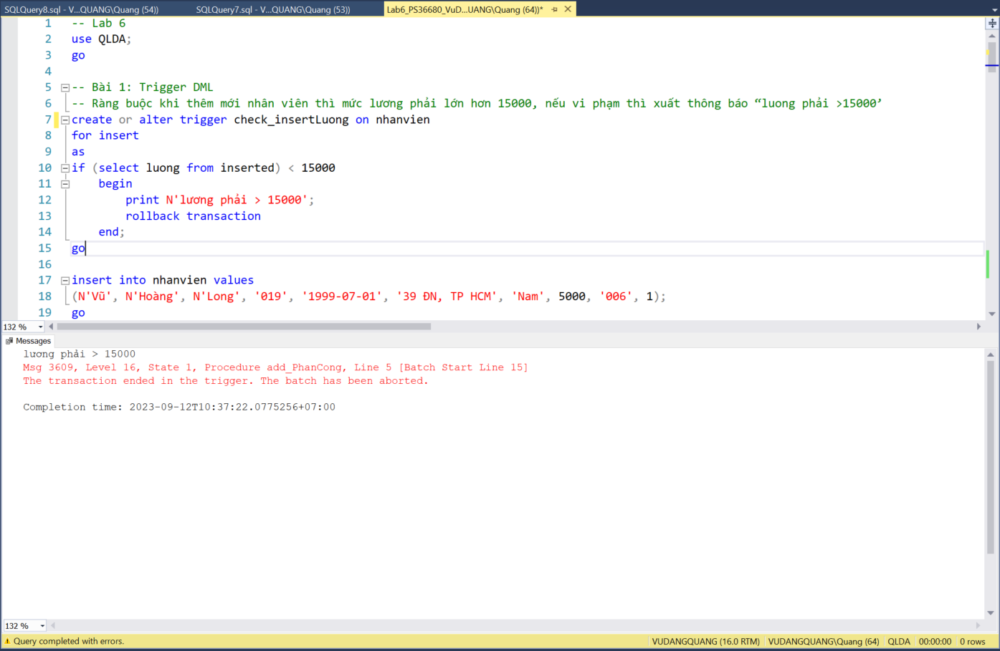 SQLQuery8.sql - V...QUANG\Quang (54)) SQLQuery7.sql - V...QUANG\Quang (53)) Lab6_PS36680_VuD...UANG\Quang (64))*
1 -- Lab 6
2 use QLDA;
3 go
4
5 -- Bài 1: Trigger DML
6 -- Ràng buộc khi thêm mới nhân viên thì mức lương phải lớn hơn 15000, nếu vi phạm thì xuất thông báo “luong phải >15000’
7 create or alter trigger check_insertLuong on nhanvien
8 for insert
9 as
10 if (select luong from inserted) < 15000
11 begin
12 print N'lương phải > 15000';
13 rollback transaction
14 end;
15 go
16
17 insert into nhanvien values
18 (N'Vũ', N'Hoàng', N'Long', '019', '1999-07-01', '39 ĐN, TP HCM', 'Nam', 5000, '006', 1);
19 go
132 %
Messages
lương phải > 15000
Msg 3609, Level 16, State 1, Procedure add_PhanCong, Line 5 [Batch Start Line 15]
The transaction ended in the trigger. The batch has been aborted.
Completion time: 2023-09-12T10:37:22.0775256+07:00
132 %
Query completed with errors. VUDANGQUANG (16.0 RTM) VUDANGQUANG\Quang (64) QLDA 00:00:00 0 rows